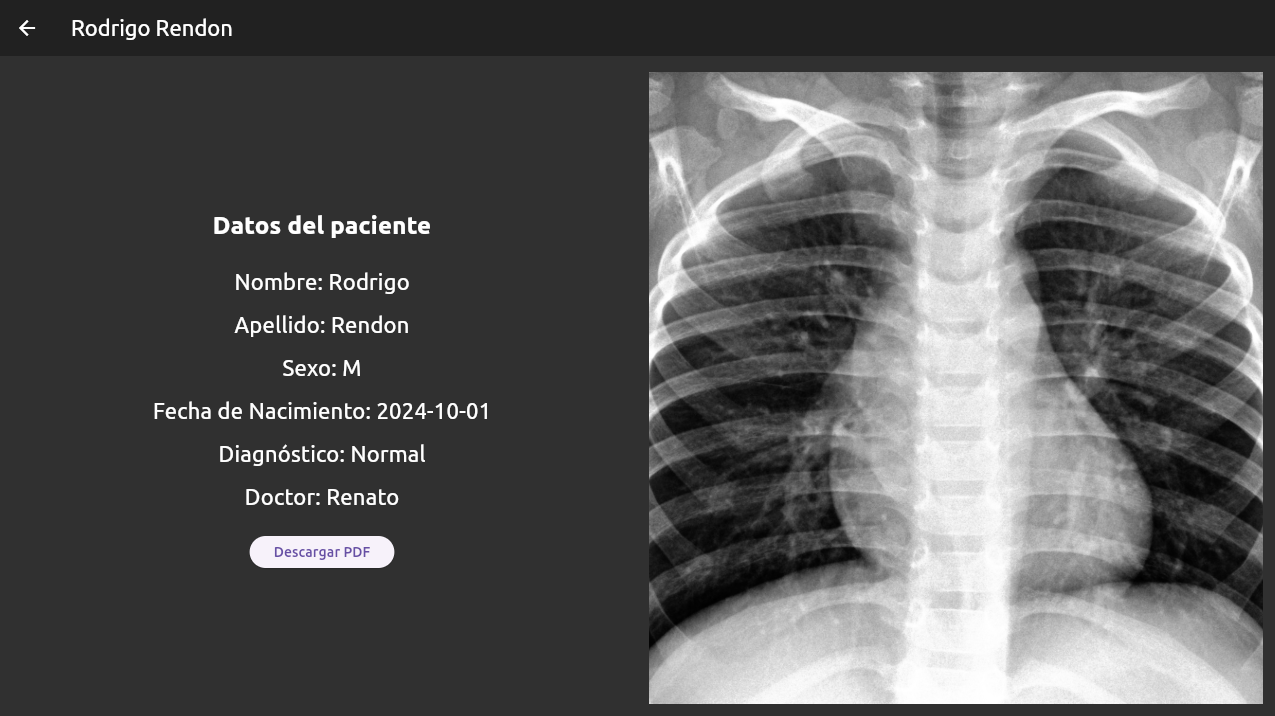 Rodrigo Rendon
Datos del paciente
Nombre: Rodrigo
Apellido: Rendon
Sexo: M
Fecha de Nacimiento: 2024-10-01
Diagnóstico: Normal
Doctor: Renato
Descargar PDF